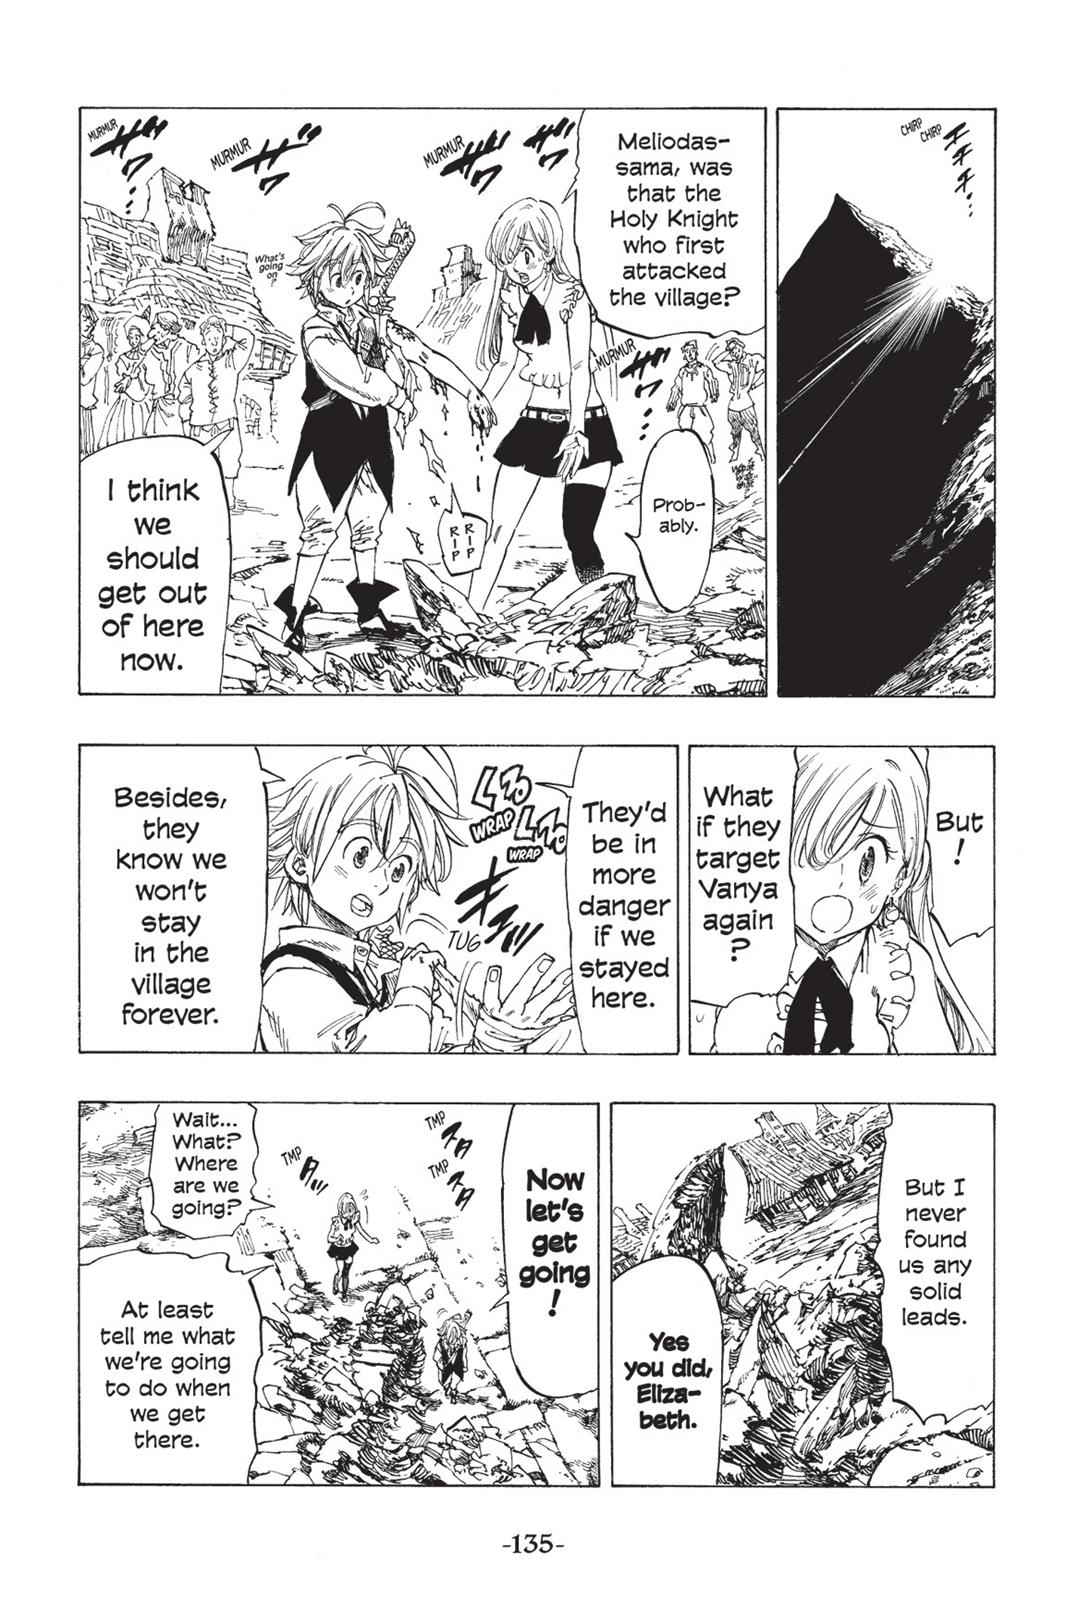 CHIRP
CHIRP
チチチ…
Meliodas-
sama, was
that the
Holy Knight
who first
attacked
the village?
MURMUR
MURMUR
MURMUR
MURMUR
What's
going
on?
RIP
RIP
Prob-
ably.
I think
we
should
get out
of here
now.
But
!
What
if they
target
Vanya
again
?
They'd
be in
more
danger
if we
stayed
here.
WRAP
WRAP
TUG
Besides,
they
know we
won't
stay
in the
village
forever.
But I
never
found
us any
solid
leads.
Yes
you did,
Eliza-
beth.
Now
let's
get
going
!
TMP
TMP
TMP
Wait...
What?
Where
are we
going?
At least
tell me what
we're going
to do when
we get
there.
-135-